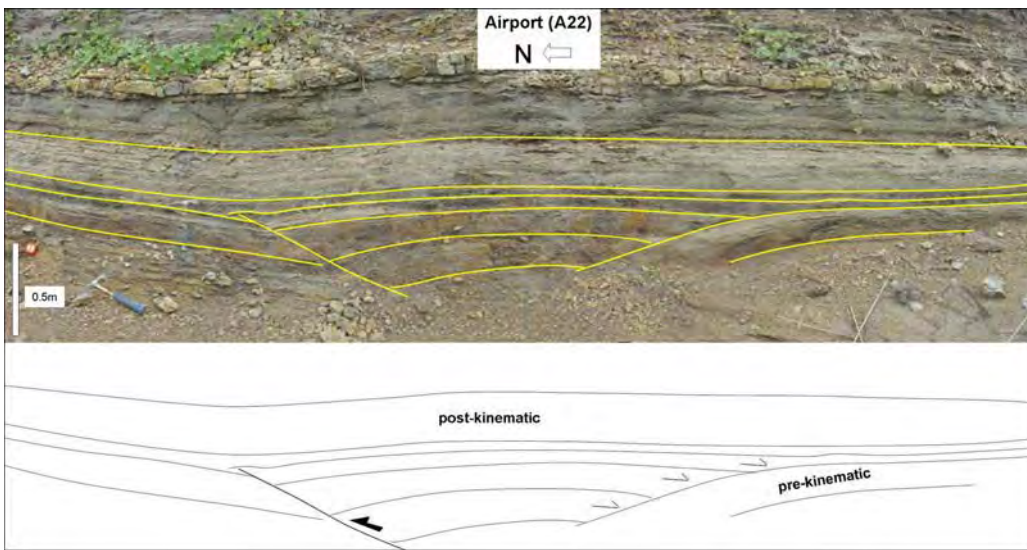 Airport (A22)
N
0.5m
post-kinematic
pre-kinematic